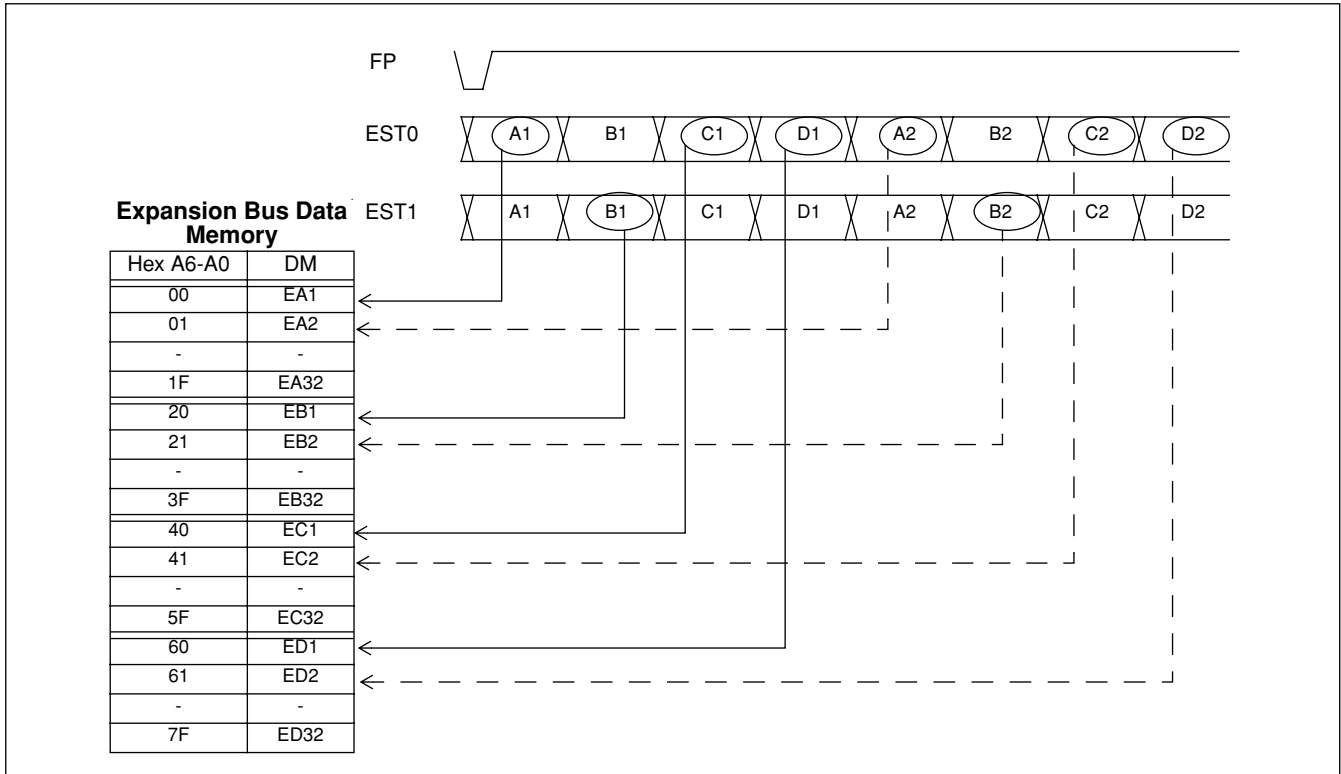 FP
EST0 A1 B1 C1 D1 A2 B2 C2 D2
EST1 A1 B1 C1 D1 A2 B2 C2 D2
Expansion Bus Data
Memory
Hex A6-A0 DM
00 EA1
01 EA2
- -
1F EA32
20 EB1
21 EB2
- -
3F EB32
40 EC1
41 EC2
- -
5F EC32
60 ED1
61 ED2
- -
7F ED32